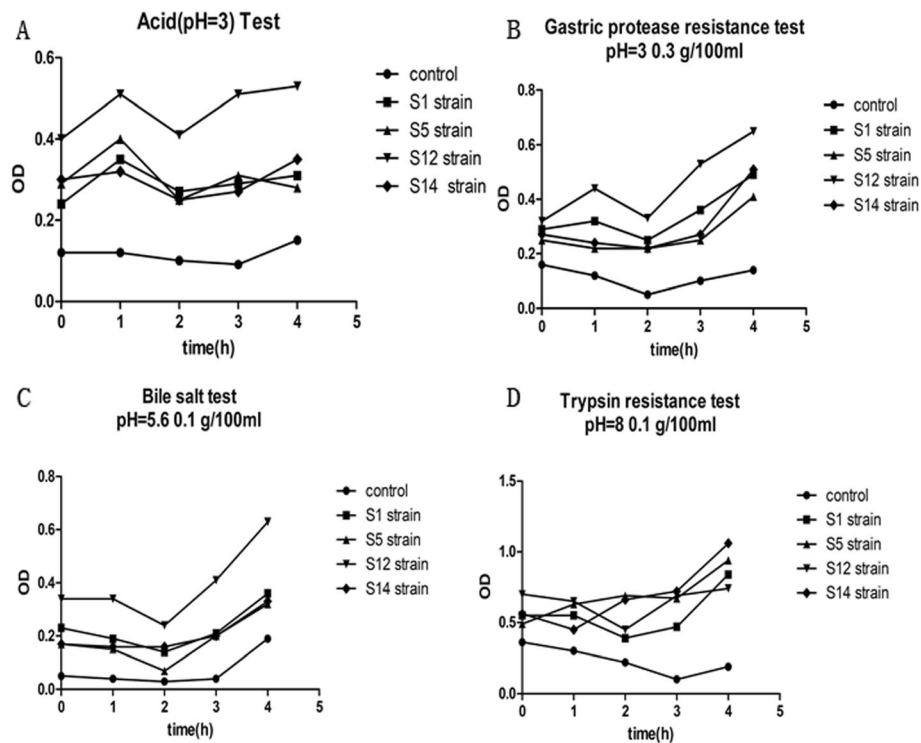 A
Acid(pH=3) Test
0.6
0.4
0.2
0.0
OD
0 1 2 3 4 5
time(h)
control
S1 strain
S5 strain
S12 strain
S14 strain
B
Gastric protease resistance test
pH=3 0.3 g/100ml
0.8
0.6
0.4
0.2
0.0
OD
0 1 2 3 4 5
time(h)
control
S1 strain
S5 strain
S12 strain
S14 strain
C
Bile salt test
pH=5.6 0.1 g/100ml
0.8
0.6
0.4
0.2
0.0
OD
0 1 2 3 4 5
time(h)
control
S1 strain
S5 strain
S12 strain
S14 strain
D
Trypsin resistance test
pH=8 0.1 g/100ml
1.5
1.0
0.5
0.0
OD
0 1 2 3 4 5
time(h)
control
S1 strain
S5 strain
S12 strain
S14 strain